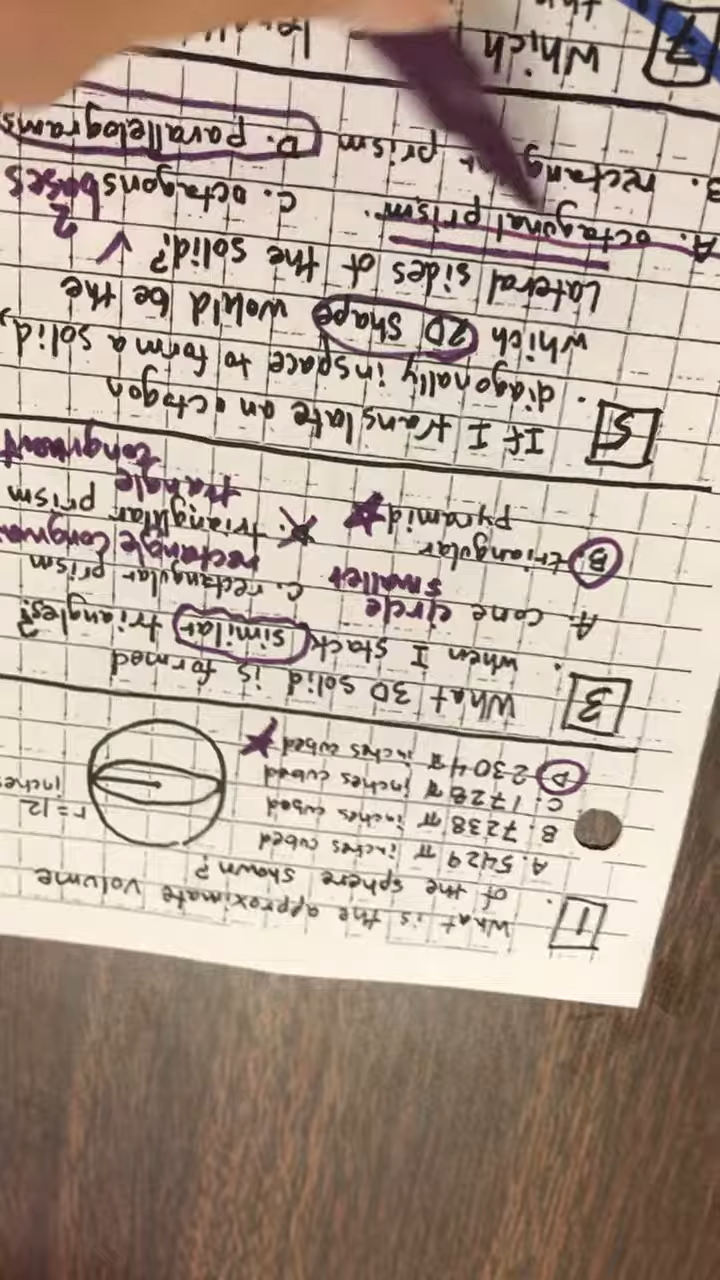 1. What is the approximate volume
of the sphere shown?
A. 5429 π inches cubed
B. 7238 π inches cubed
C. 1728 π inches cubed
D. 2304 π inches cubed
r = 12
inches
3. What 3D solid is formed
when I stack similar triangles?
A. cone circle smaller
B. triangular pyramid
C. rectangular prism
rectangle
triangular prism
triangle
5. If I translate an octagon
diagonally in space to form a solid,
which 2D shape would be the
Lateral sides of the solid?
A. octagonal prism
B. prism
C. octagons bases
2
D. parallelograms
7 Which